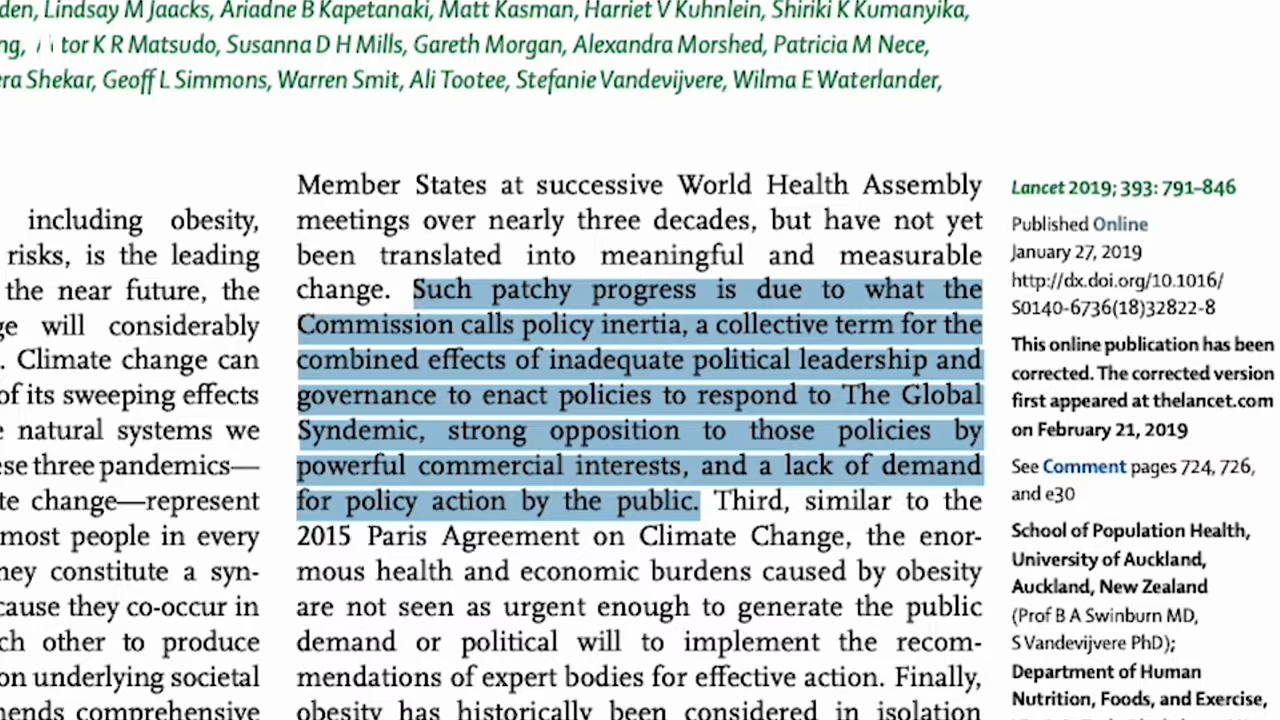 den, Lindsay M Jaacks, Ariadne B Kapetanaki, Matt Kasman, Harriet V Kuhnlein, Shiriki K Kumanyika,
ng, tor K R Matsudo, Susanna D H Mills, Gareth Morgan, Alexandra Morshed, Patricia M Nece,
ra Shekar, Geoff L Simmons, Warren Smit, Ali Tootee, Stefanie Vandevijvere, Wilma E Waterlander,
including obesity,
risks, is the leading
the near future, the
ge will considerably
. Climate change can
of its sweeping effects
e natural systems we
ese three pandemics—
te change—represent
most people in every
hey constitute a syn-
cause they co-occur in
ch other to produce
on underlying societal
mends comprehensive
Member States at successive World Health Assembly
meetings over nearly three decades, but have not yet
been translated into meaningful and measurable
change. Such patchy progress is due to what the
Commission calls policy inertia, a collective term for the
combined effects of inadequate political leadership and
governance to enact policies to respond to The Global
Syndemic, strong opposition to those policies by
powerful commercial interests, and a lack of demand
for policy action by the public. Third, similar to the
2015 Paris Agreement on Climate Change, the enor-
mous health and economic burdens caused by obesity
are not seen as urgent enough to generate the public
demand or political will to implement the recom-
mendations of expert bodies for effective action. Finally,
obesity has historically been considered in isolation
Lancet 2019; 393: 791–846
Published Online
January 27, 2019
http://dx.doi.org/10.1016/
S0140-6736(18)32822-8
This online publication has been
corrected. The corrected version
first appeared at thelancet.com
on February 21, 2019
See Comment pages 724, 726,
and e30
School of Population Health,
University of Auckland,
Auckland, New Zealand
(Prof B A Swinburn MD,
S Vandevijvere PhD);
Department of Human
Nutrition, Foods, and Exercise,